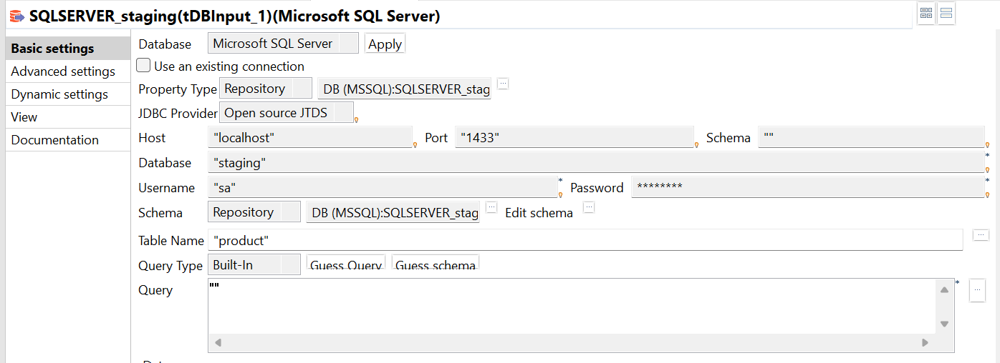 SQLSERVER_staging(tDBInput_1)(Microsoft SQL Server)
Basic settings
Advanced settings
Dynamic settings
View
Documentation
Database Microsoft SQL Server Apply
Use an existing connection
Property Type Repository DB (MSSQL):SQLSERVER_stag ...
JDBC Provider Open source JTDS
Host "localhost" Port "1433" Schema ""
Database "staging" *
Username "sa" * Password ******** *
Schema Repository DB (MSSQL):SQLSERVER_stag ... Edit schema ...
Table Name "product" ...
Query Type Built-In Guess Query Guess schema
Query "" * ...